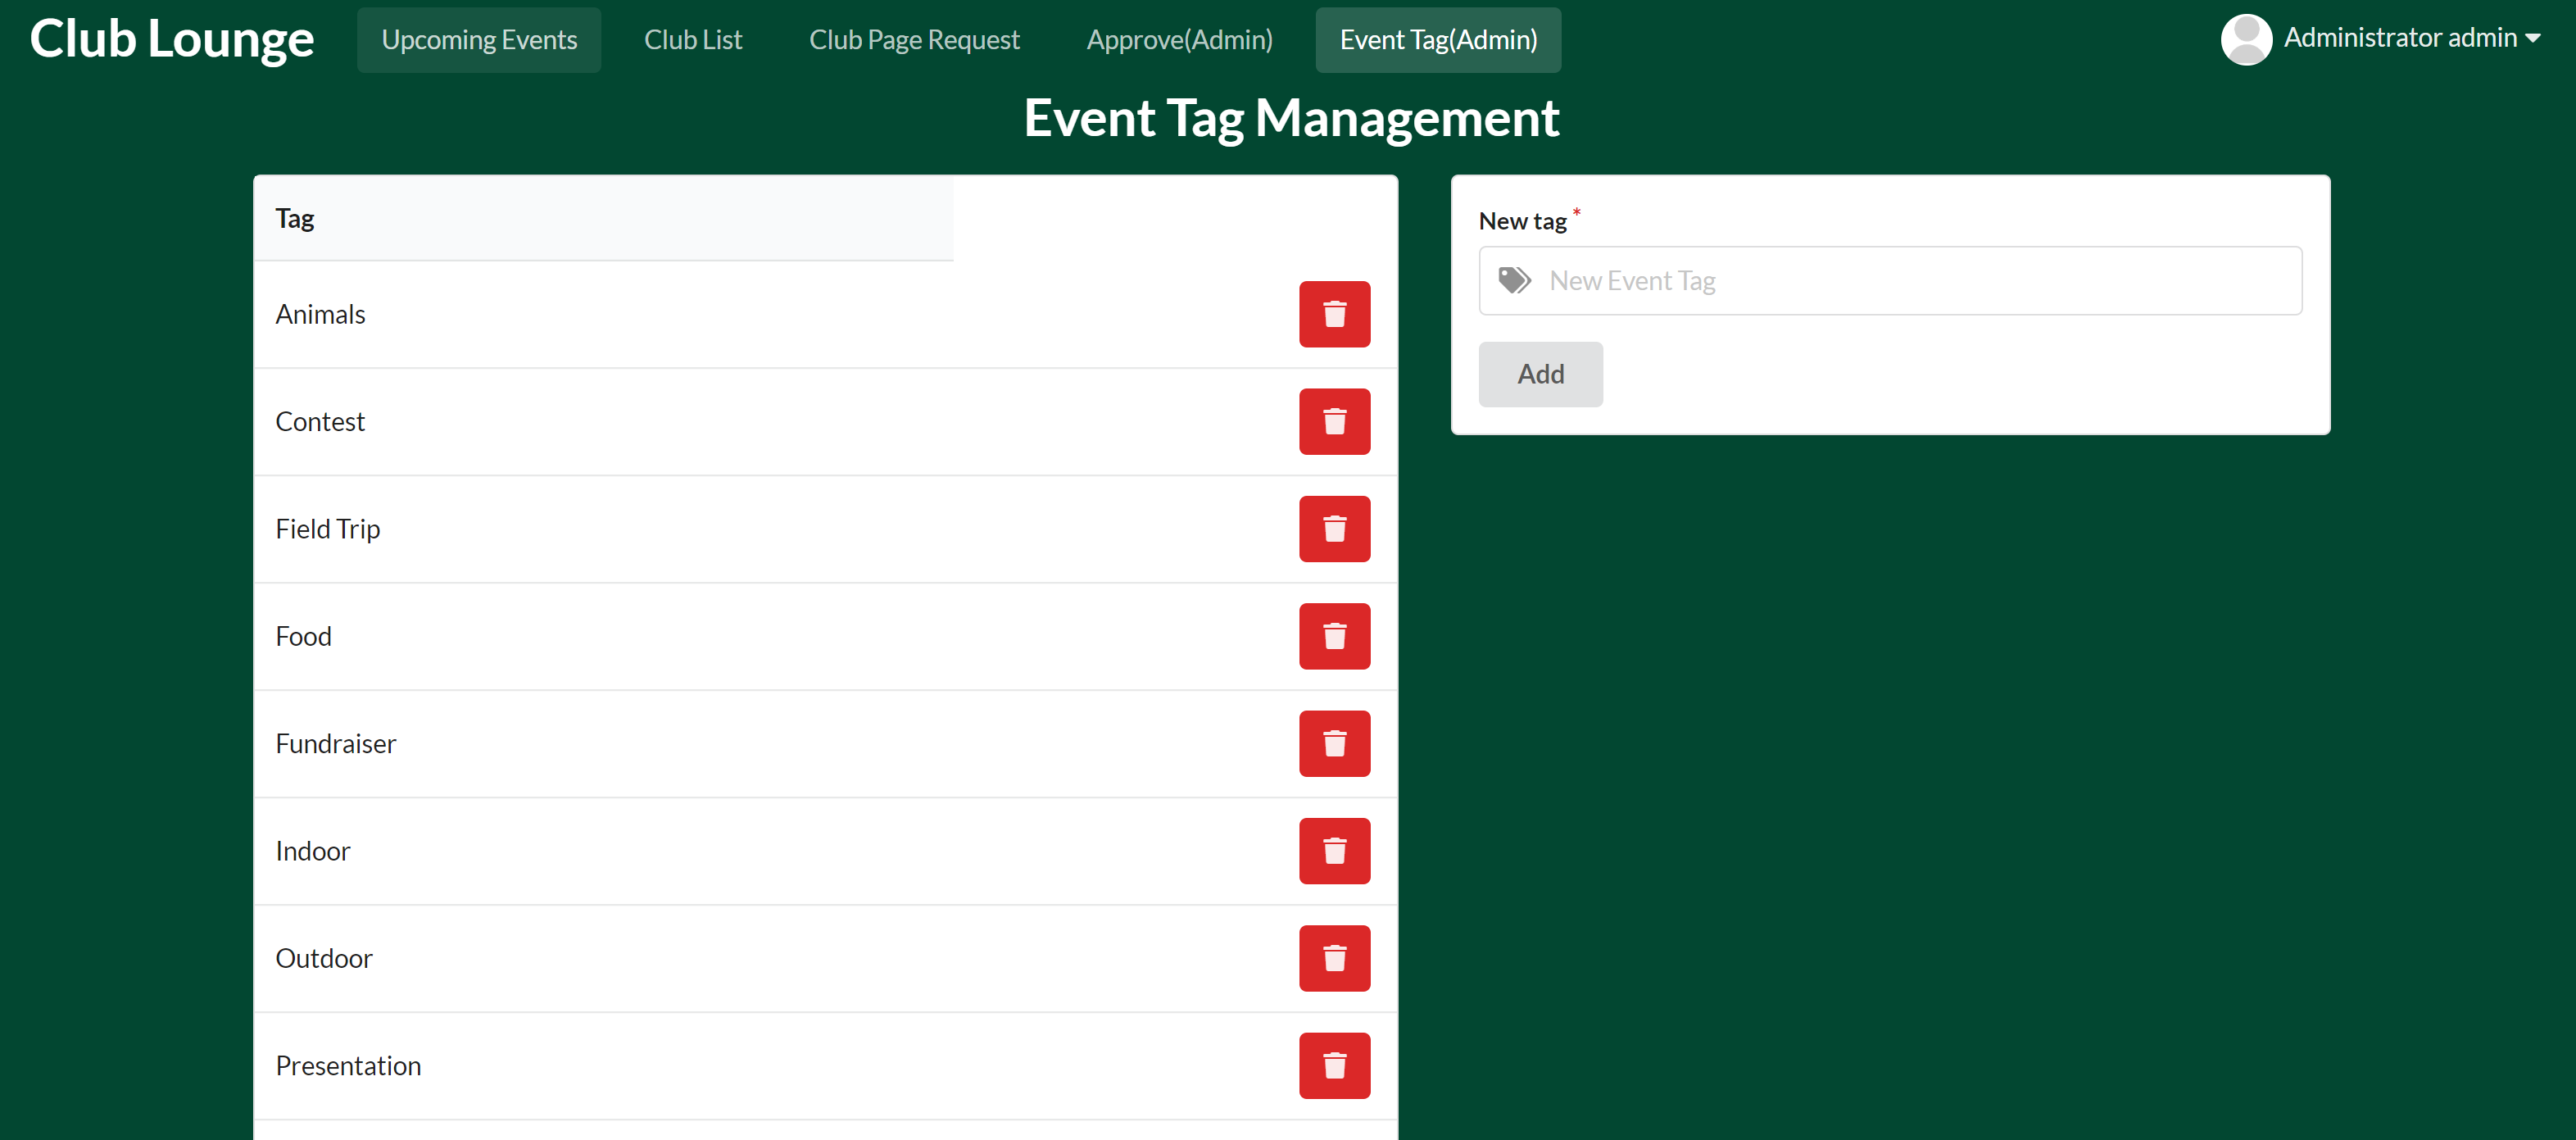 Club Lounge
Upcoming Events
Club List
Club Page Request
Approve(Admin)
Event Tag(Admin)
Administrator admin
Event Tag Management
Tag
Animals
Contest
Field Trip
Food
Fundraiser
Indoor
Outdoor
Presentation
New tag *
New Event Tag
Add